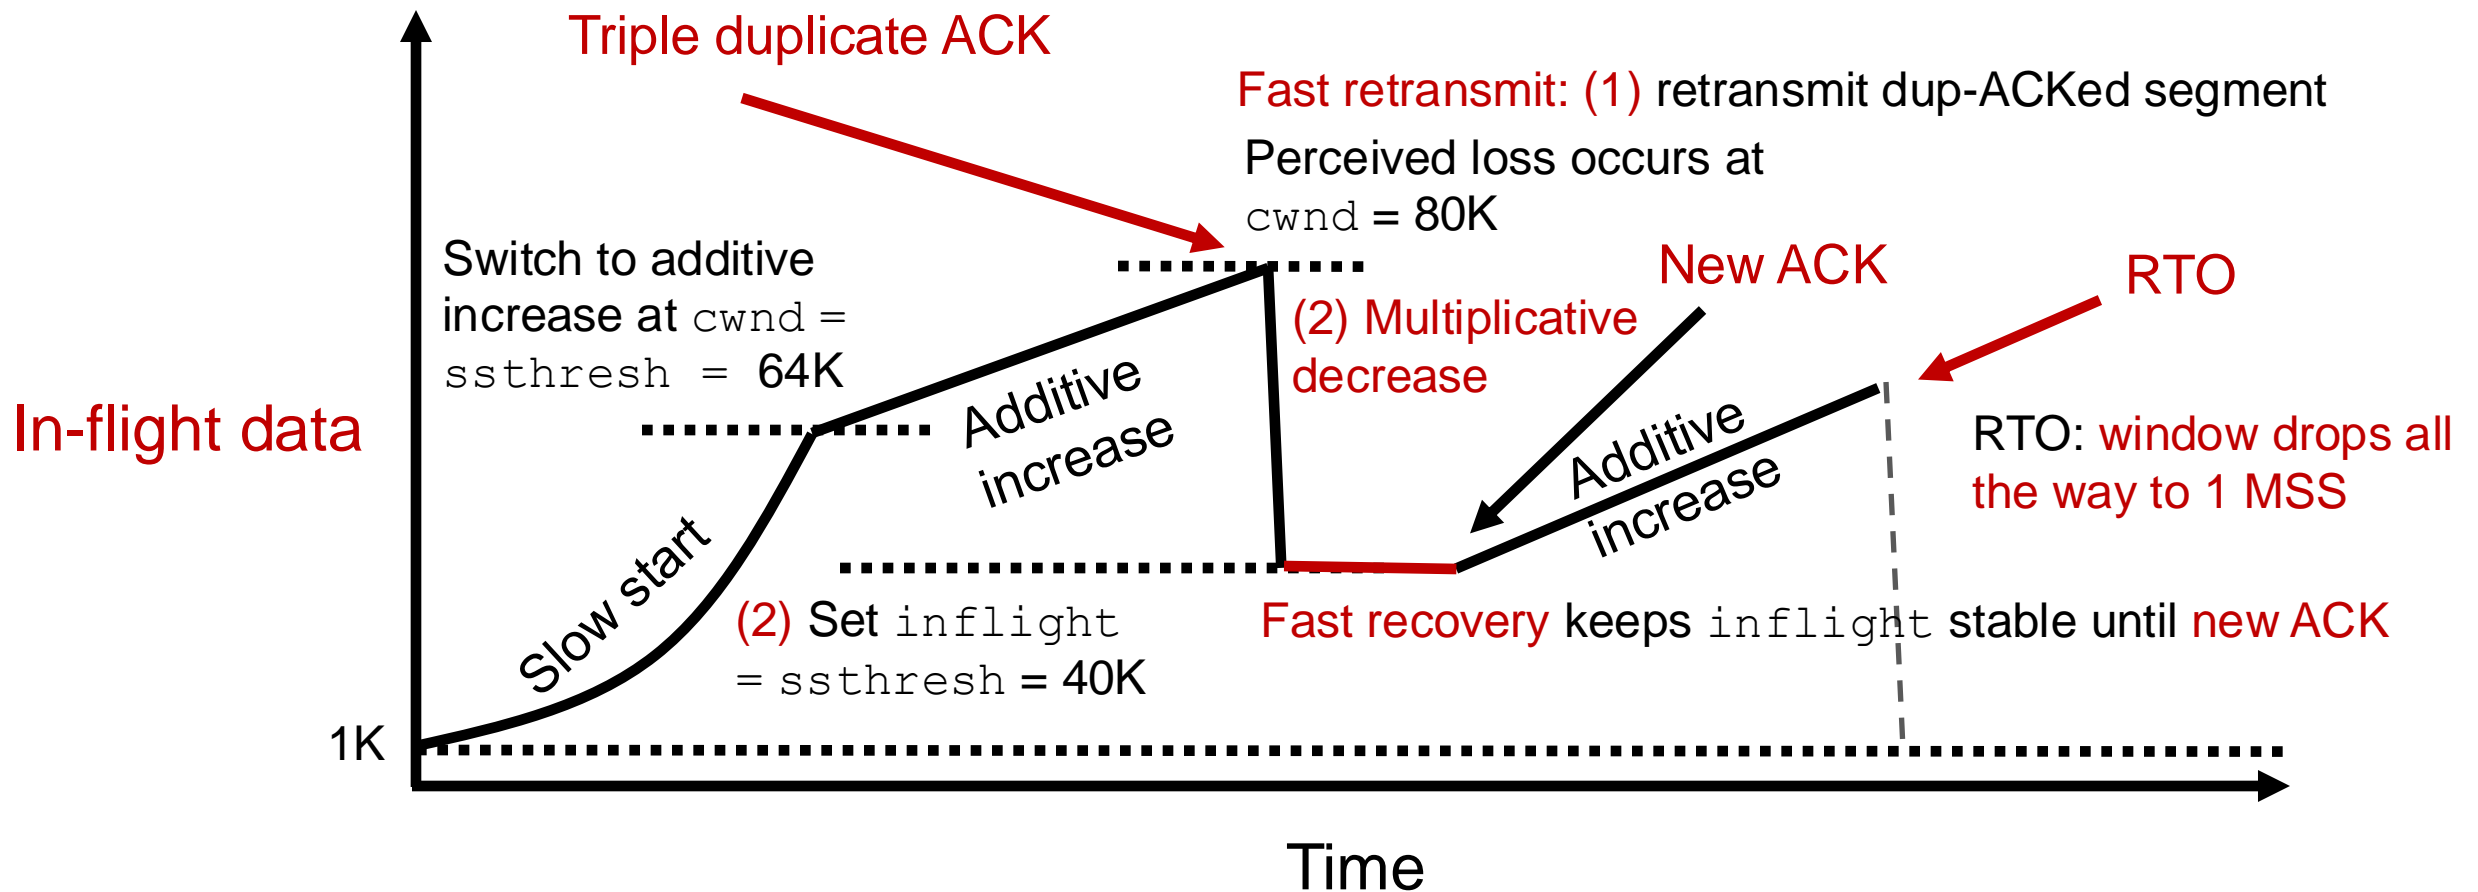 Triple duplicate ACK
Fast retransmit: (1) retransmit dup-ACKed segment
Perceived loss occurs at
cwnd = 80K
Switch to additive
increase at cwnd =
ssthresh = 64K
New ACK
RTO
(2) Multiplicative
decrease
In-flight data
Additive
increase
Additive
increase
RTO: window drops all
the way to 1 MSS
Slow start
(2) Set inflight
= ssthresh = 40K
Fast recovery keeps inflight stable until new ACK
1K
Time